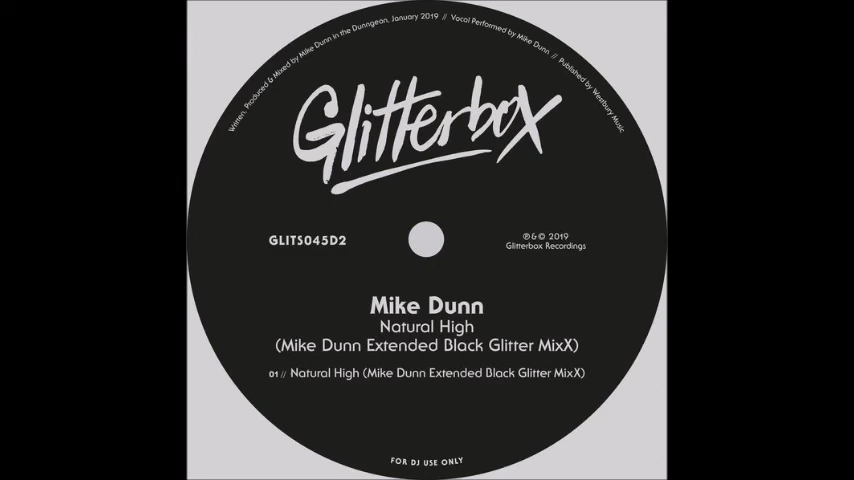 Written, Produced & Mixed by Mike Dunn in the Dunngeon, January 2019 // Vocal Performed by Mike Dunn // Published by Westbury Music
Glitterbox
GLITS045D2
℗&© 2019
Glitterbox Recordings
Mike Dunn
Natural High
(Mike Dunn Extended Black Glitter MixX)
01 // Natural High (Mike Dunn Extended Black Glitter MixX)
FOR DJ USE ONLY